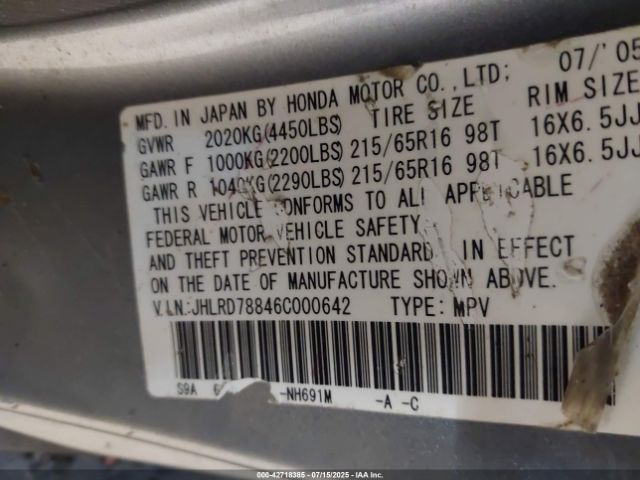 MFD. IN JAPAN BY HONDA MOTOR CO.,LTD; 07/'05
GVWR 2020KG(4450LBS) TIRE SIZE RIM SIZE
GAWR F 1000KG(2200LBS) 215/65R16 98T 16X6.5JJ
GAWR R 1040KG(2290LBS) 215/65R16 98T 16X6.5JJ
THIS VEHICLE CONFORMS TO ALL APPLICABLE
FEDERAL MOTOR VEHICLE SAFETY
AND THEFT PREVENTION STANDARD IN EFFECT
ON THE DATE OF MANUFACTURE SHOWN ABOVE.
V.I.N.:JHLRD78846C000642 TYPE: MPV
S9A -NH691M -A -C
000-42718385 - 07/15/2025 - IAA Inc.